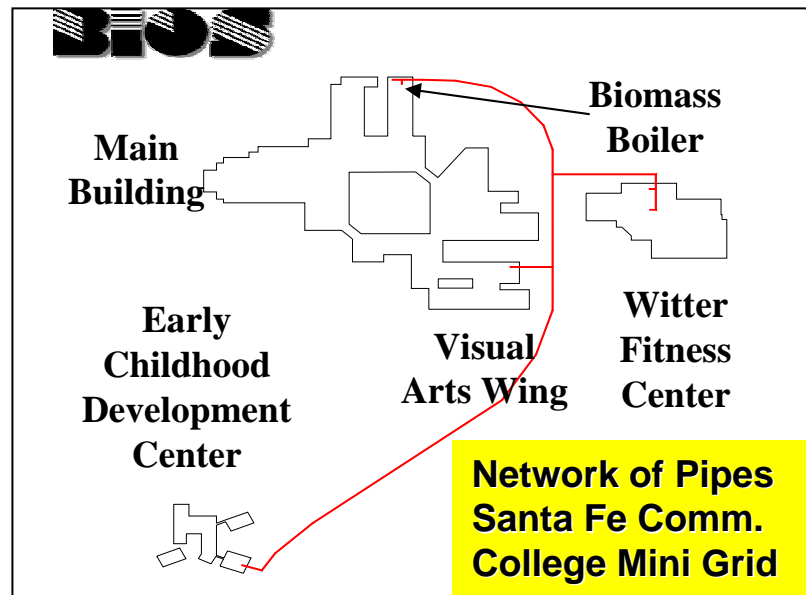 BiOS
Biomass
Boiler
Main
Building
Early
Childhood
Development
Center
Visual
Arts Wing
Witter
Fitness
Center
Network of Pipes
Santa Fe Comm.
College Mini Grid